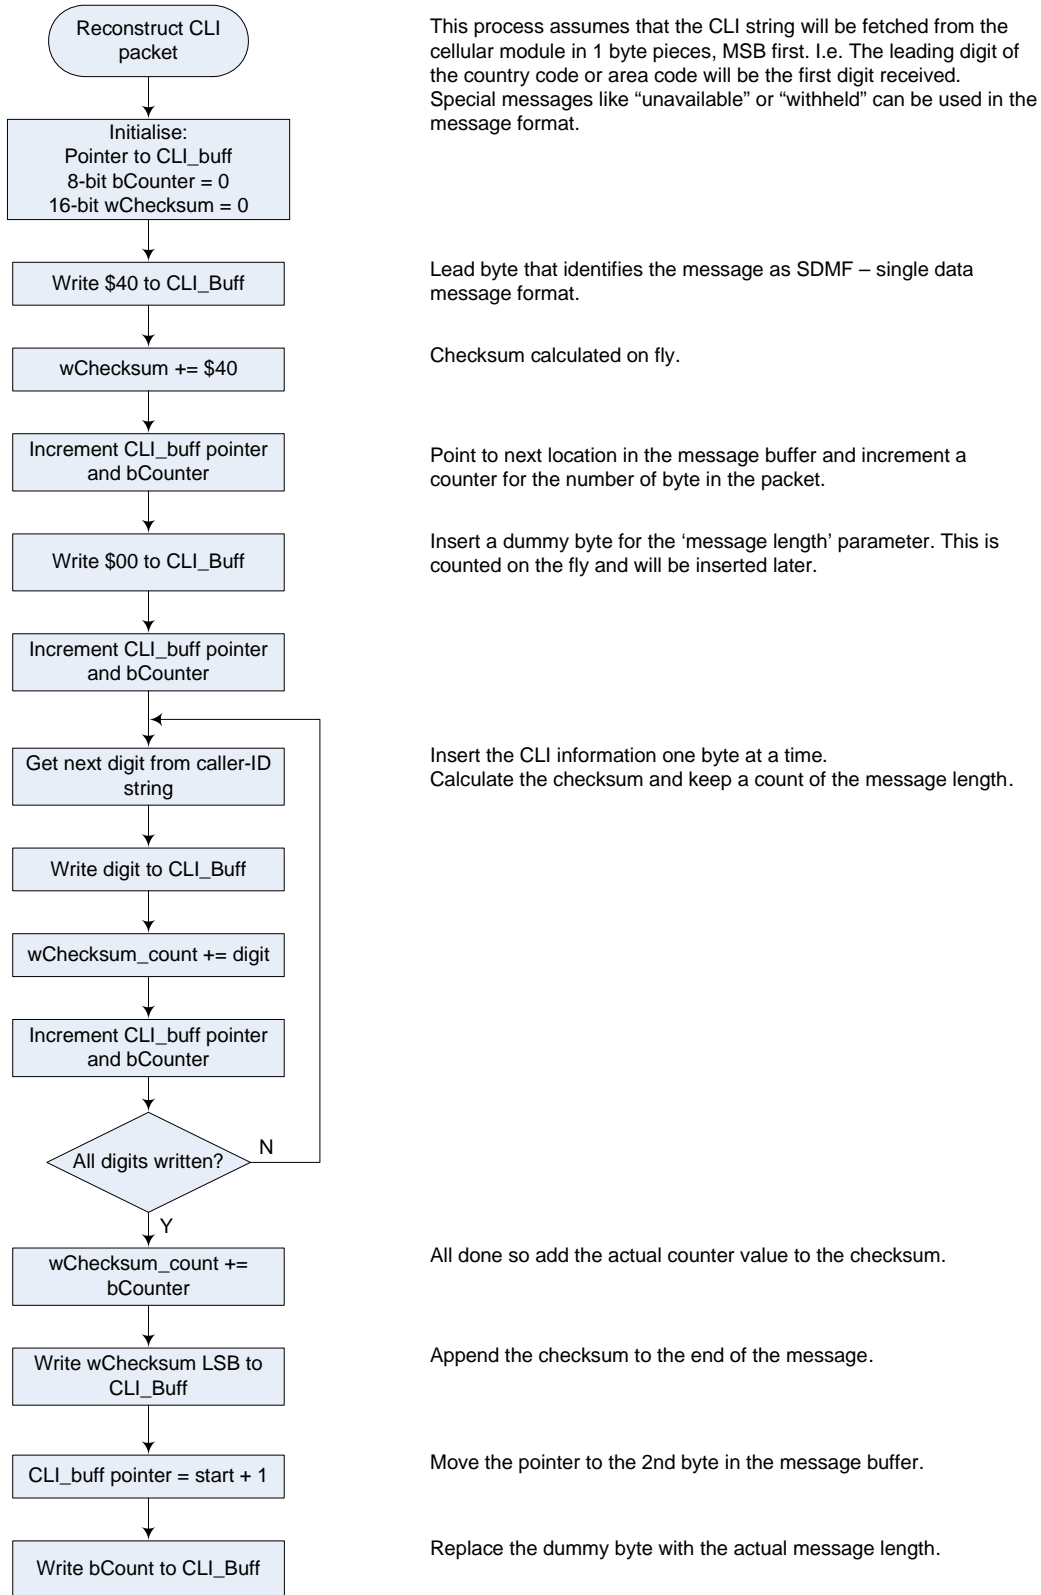 Reconstruct CLI
packet
This process assumes that the CLI string will be fetched from the
cellular module in 1 byte pieces, MSB first. I.e. The leading digit of
the country code or area code will be the first digit received.
Special messages like “unavailable” or “withheld” can be used in the
message format.
Initialise:
Pointer to CLI_buff
8-bit bCounter = 0
16-bit wChecksum = 0
Write $40 to CLI_Buff
Lead byte that identifies the message as SDMF – single data
message format.
wChecksum += $40
Checksum calculated on fly.
Increment CLI_buff pointer
and bCounter
Point to next location in the message buffer and increment a
counter for the number of byte in the packet.
Write $00 to CLI_Buff
Insert a dummy byte for the ‘message length’ parameter. This is
counted on the fly and will be inserted later.
Increment CLI_buff pointer
and bCounter
Get next digit from caller-ID
string
Insert the CLI information one byte at a time.
Calculate the checksum and keep a count of the message length.
Write digit to CLI_Buff
wChecksum_count += digit
Increment CLI_buff pointer
and bCounter
All digits written?
N
Y
wChecksum_count +=
bCounter
All done so add the actual counter value to the checksum.
Write wChecksum LSB to
CLI_Buff
Append the checksum to the end of the message.
CLI_buff pointer = start + 1
Move the pointer to the 2nd byte in the message buffer.
Write bCount to CLI_Buff
Replace the dummy byte with the actual message length.